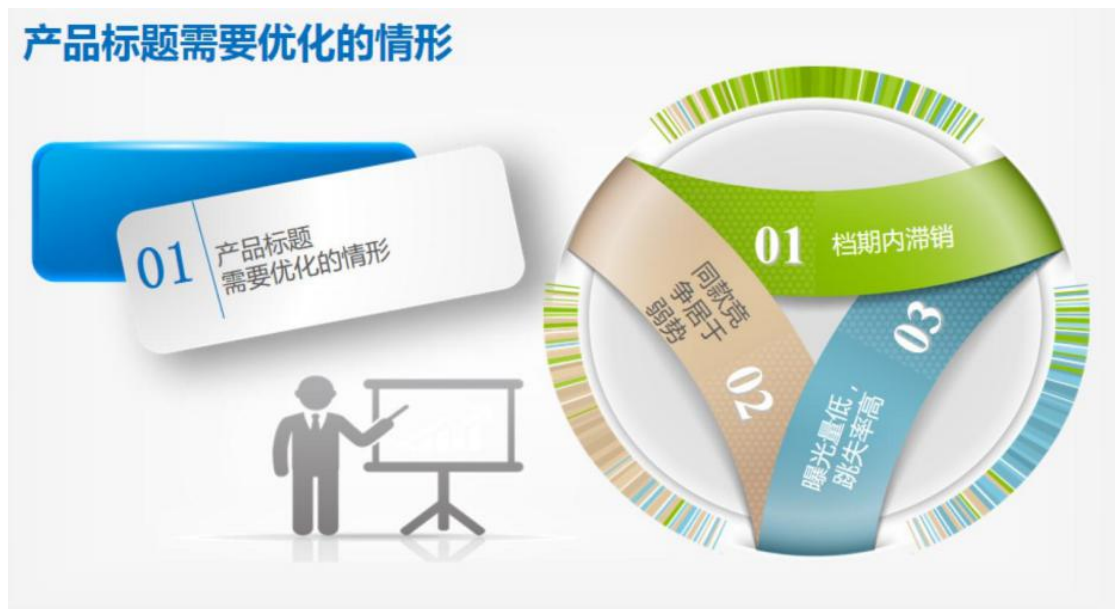 产品标题需要优化的情形
01
产品标题
需要优化的情形
01
档期内滞销
同款竞
争居于
弱势
02
03
曝光量低，
跳失率高